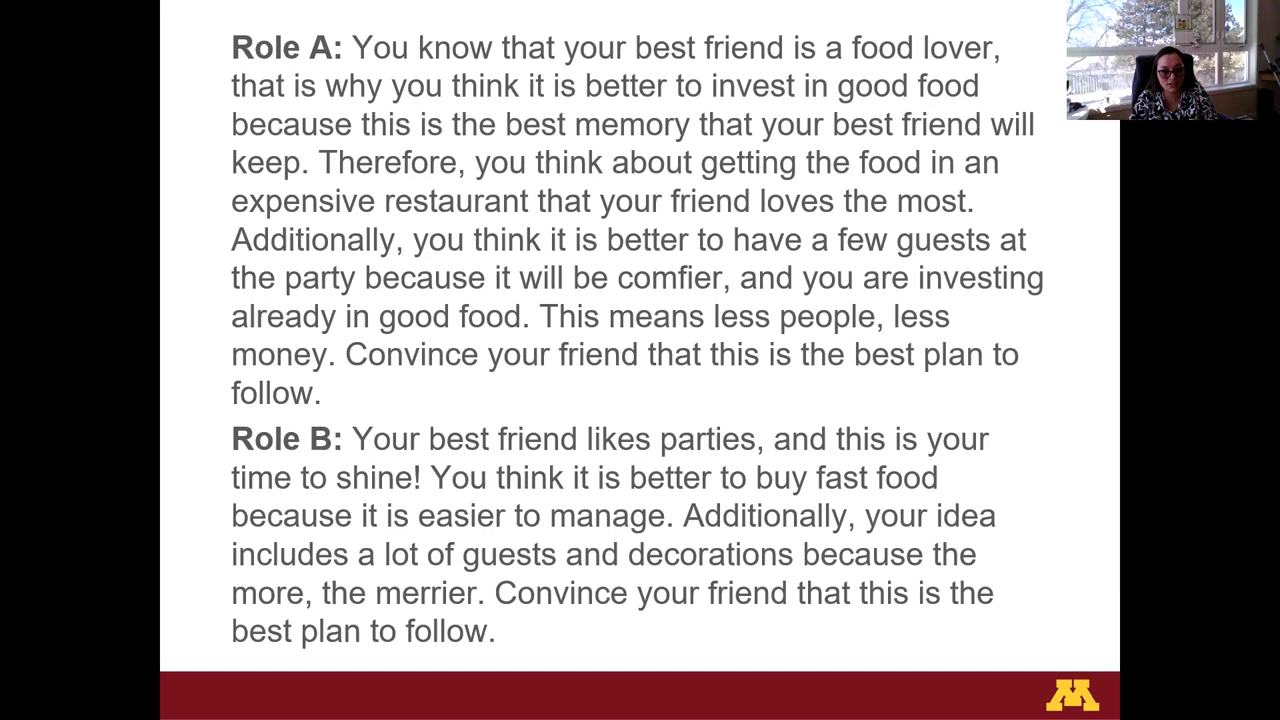 Role A: You know that your best friend is a food lover,
that is why you think it is better to invest in good food
because this is the best memory that your best friend will
keep. Therefore, you think about getting the food in an
expensive restaurant that your friend loves the most.
Additionally, you think it is better to have a few guests at
the party because it will be comfier, and you are investing
already in good food. This means less people, less
money. Convince your friend that this is the best plan to
follow.
Role B: Your best friend likes parties, and this is your
time to shine! You think it is better to buy fast food
because it is easier to manage. Additionally, your idea
includes a lot of guests and decorations because the
more, the merrier. Convince your friend that this is the
best plan to follow.
M